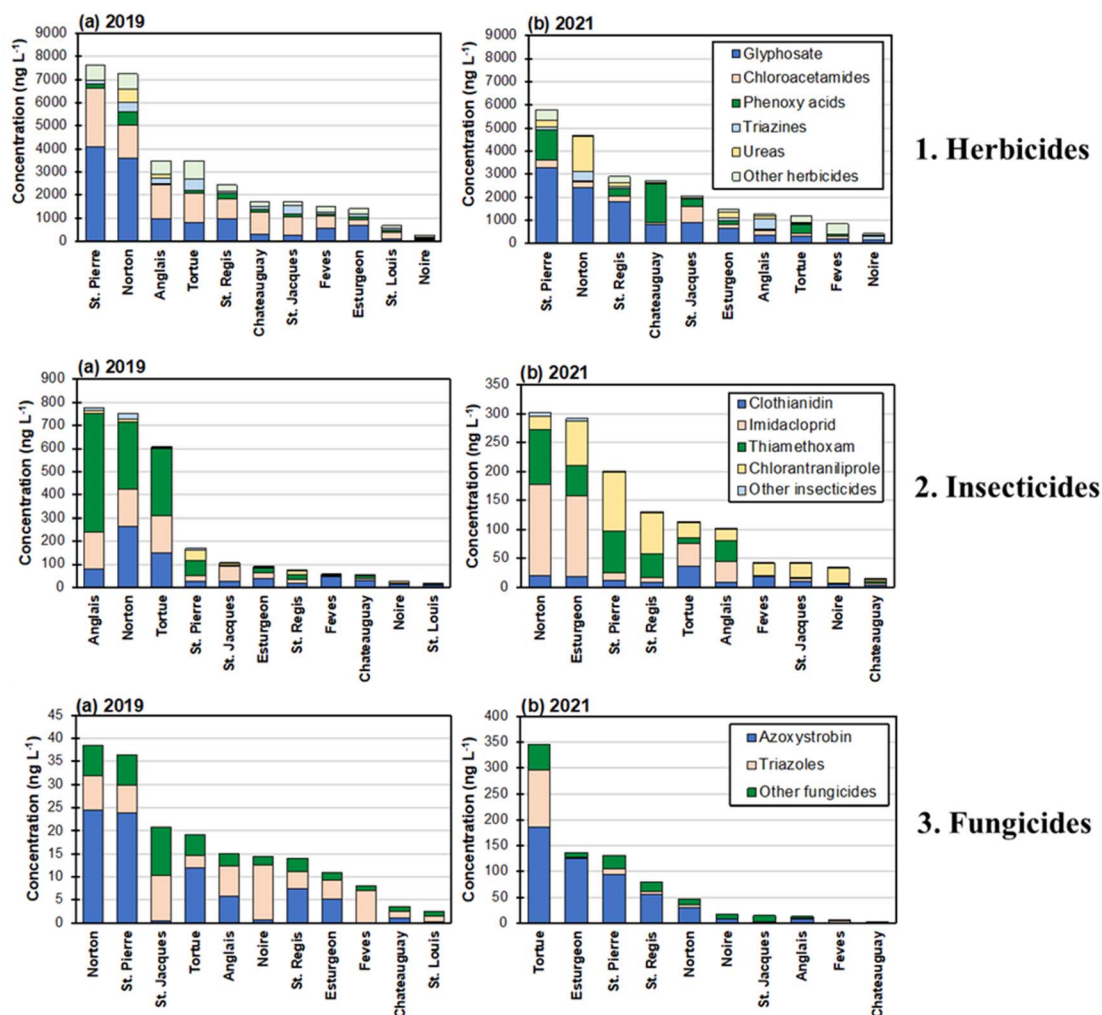 (a) 2019
Concentration (ng L⁻¹)
9000
8000
7000
6000
5000
4000
3000
2000
1000
0
St. Pierre
Norton
Anglais
Tortue
St. Regis
Chateauguay
St. Jacques
Feves
Esturgeon
St. Louis
Noire
(b) 2021
Concentration (ng L⁻¹)
9000
8000
7000
6000
5000
4000
3000
2000
1000
0
Glyphosate
Chloroacetamides
Phenoxy acids
Triazines
Ureas
Other herbicides
St. Pierre
Norton
St. Regis
Chateauguay
St. Jacques
Esturgeon
Anglais
Tortue
Feves
Noire
1. Herbicides
(a) 2019
Concentration (ng L⁻¹)
900
800
700
600
500
400
300
200
100
0
Anglais
Norton
Tortue
St. Pierre
St. Jacques
Esturgeon
St. Regis
Feves
Chateauguay
Noire
St. Louis
(b) 2021
Concentration (ng L⁻¹)
350
300
250
200
150
100
50
0
Clothianidin
Imidacloprid
Thiamethoxam
Chlorantraniliprole
Other insecticides
Norton
Esturgeon
St. Pierre
St. Regis
Tortue
Anglais
Feves
St. Jacques
Noire
Chateauguay
2. Insecticides
(a) 2019
Concentration (ng L⁻¹)
45
40
35
30
25
20
15
10
5
0
Norton
St. Pierre
St. Jacques
Tortue
Anglais
Noire
St. Regis
Esturgeon
Feves
Chateauguay
St. Louis
(b) 2021
Concentration (ng L⁻¹)
400
350
300
250
200
150
100
50
0
Azoxystrobin
Triazoles
Other fungicides
Tortue
Esturgeon
St. Pierre
St. Regis
Norton
Noire
St. Jacques
Anglais
Feves
Chateauguay
3. Fungicides